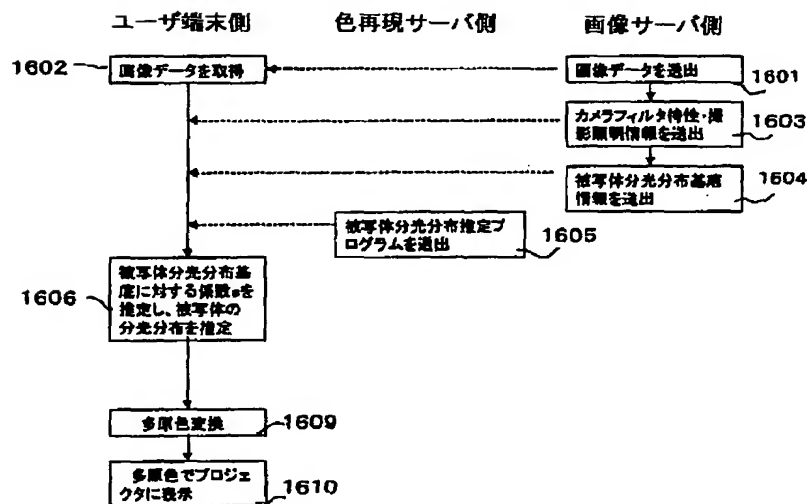 ユーザ端末側
色再現サーバ側
画像サーバ側
1602
画像データを取得
画像データを送出
1601
カメラフィルタ特性・撮
影照明情報を送出
1603
被写体分光分布基底
情報を送出
1604
被写体分光分布推定プ
ログラムを送出
1605
1606
被写体分光分布基
底に対する係数aを
推定し、被写体の
分光分布を推定
多原色変換
1609
多原色でプロジェ
クタに表示
1610